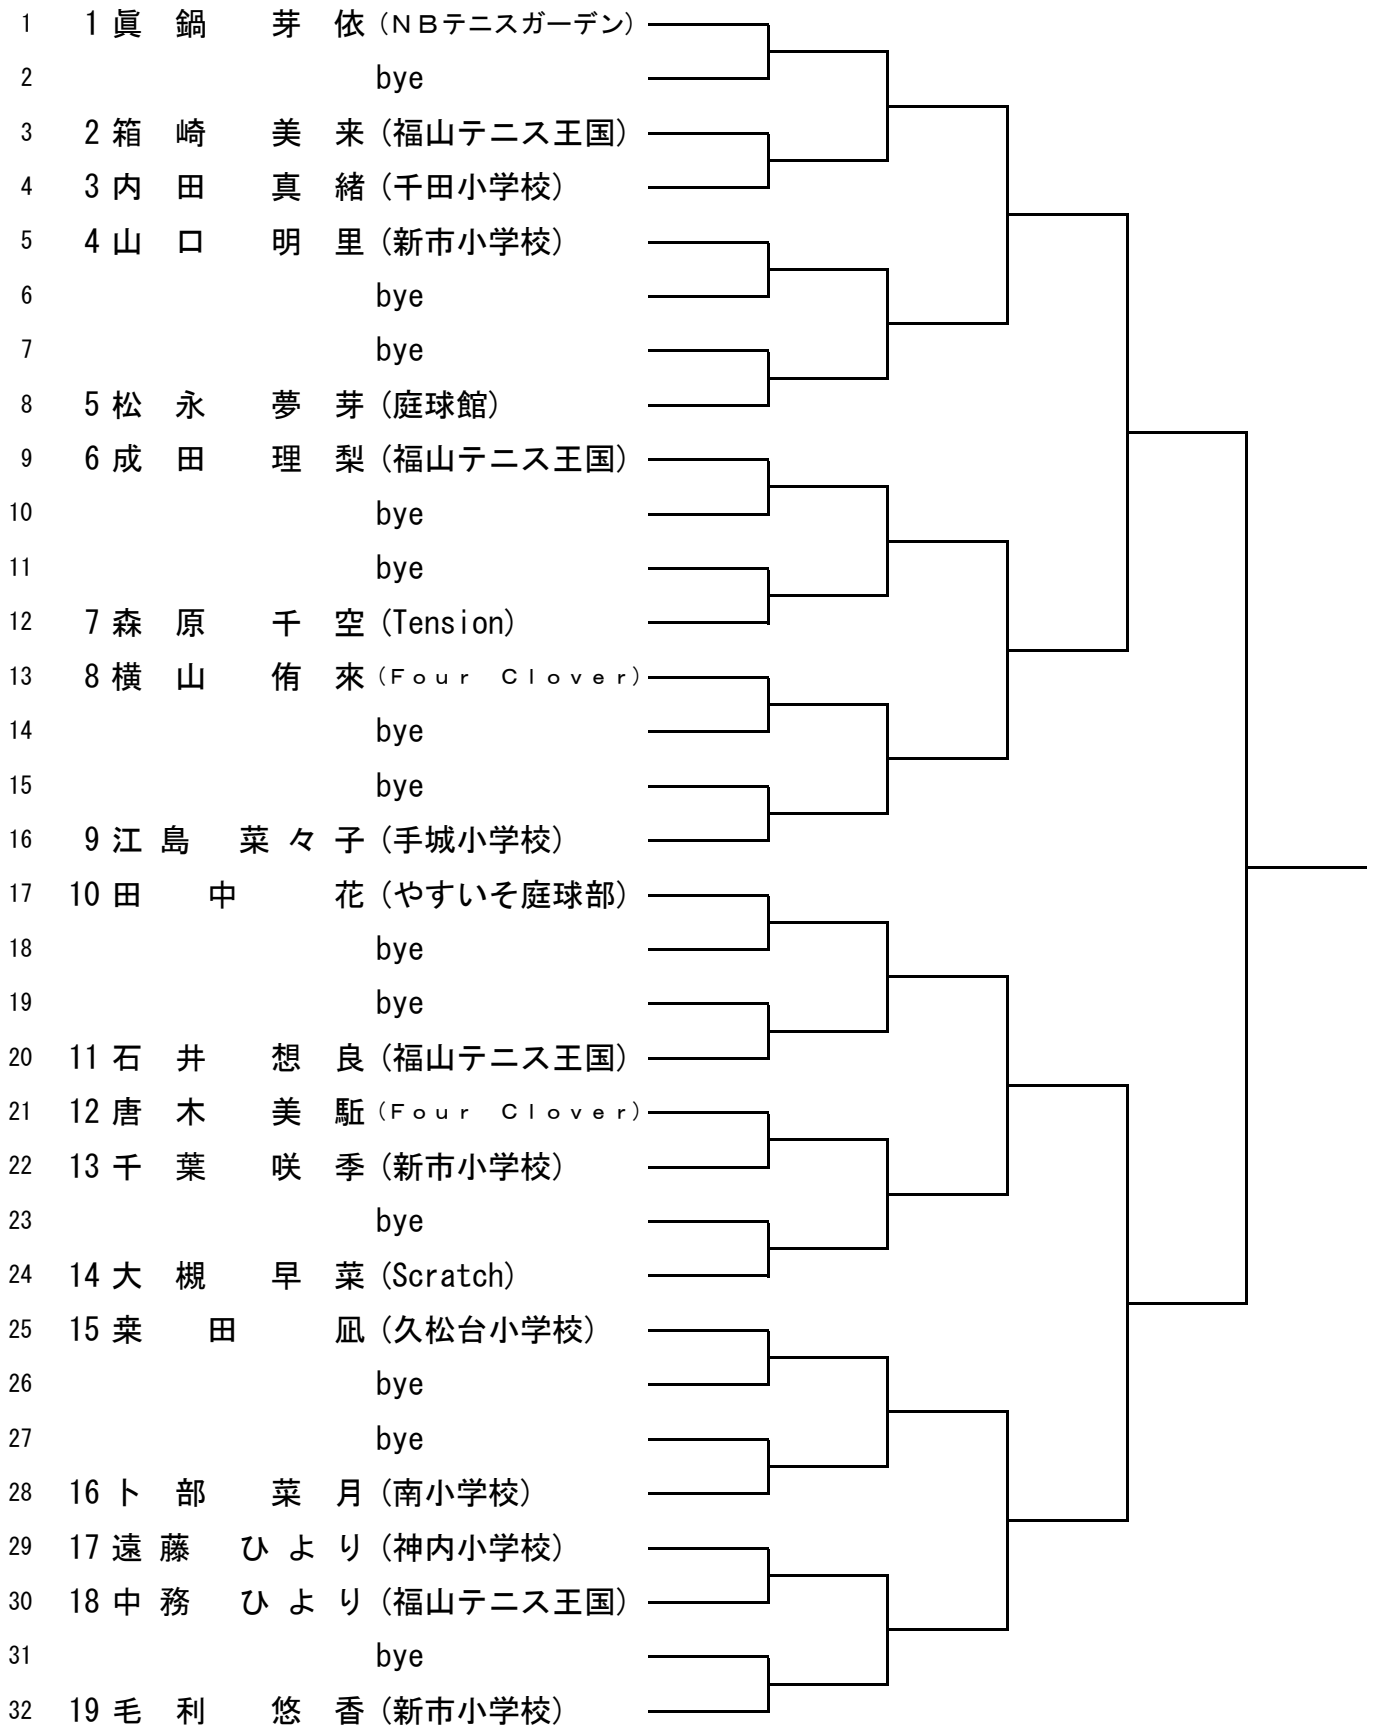 1 1 眞鍋 芽依 (ＮＢテニスガーデン)
2 bye
3 2 箱崎 美来 (福山テニス王国)
4 3 内田 真緒 (千田小学校)
5 4 山口 明里 (新市小学校)
6 bye
7 bye
8 5 松永 夢芽 (庭球館)
9 6 成田 理梨 (福山テニス王国)
10 bye
11 bye
12 7 森原 千空 (Tension)
13 8 横山 侑來 (Ｆｏｕｒ Ｃｌｏｖｅｒ)
14 bye
15 bye
16 9 江島 菜々子 (手城小学校)
17 10 田中 花 (やすいそ庭球部)
18 bye
19 bye
20 11 石井 想良 (福山テニス王国)
21 12 唐木 美駈 (Ｆｏｕｒ Ｃｌｏｖｅｒ)
22 13 千葉 咲季 (新市小学校)
23 bye
24 14 大槻 早菜 (Scratch)
25 15 桒田 凪 (久松台小学校)
26 bye
27 bye
28 16 卜部 菜月 (南小学校)
29 17 遠藤 ひより (神内小学校)
30 18 中務 ひより (福山テニス王国)
31 bye
32 19 毛利 悠香 (新市小学校)